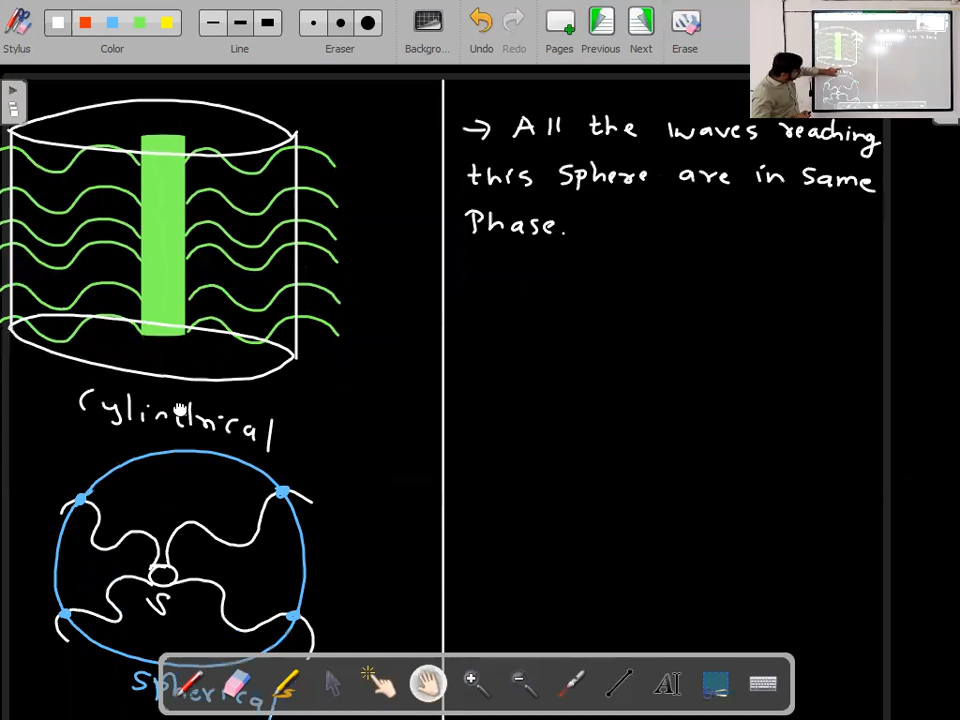 Stylus
Color
Line
Eraser
Backgro...
Undo
Redo
Pages
Previous
Next
Erase
→ All the waves reaching
this Sphere are in Same
Phase.
Cylindrical
S
Spherical